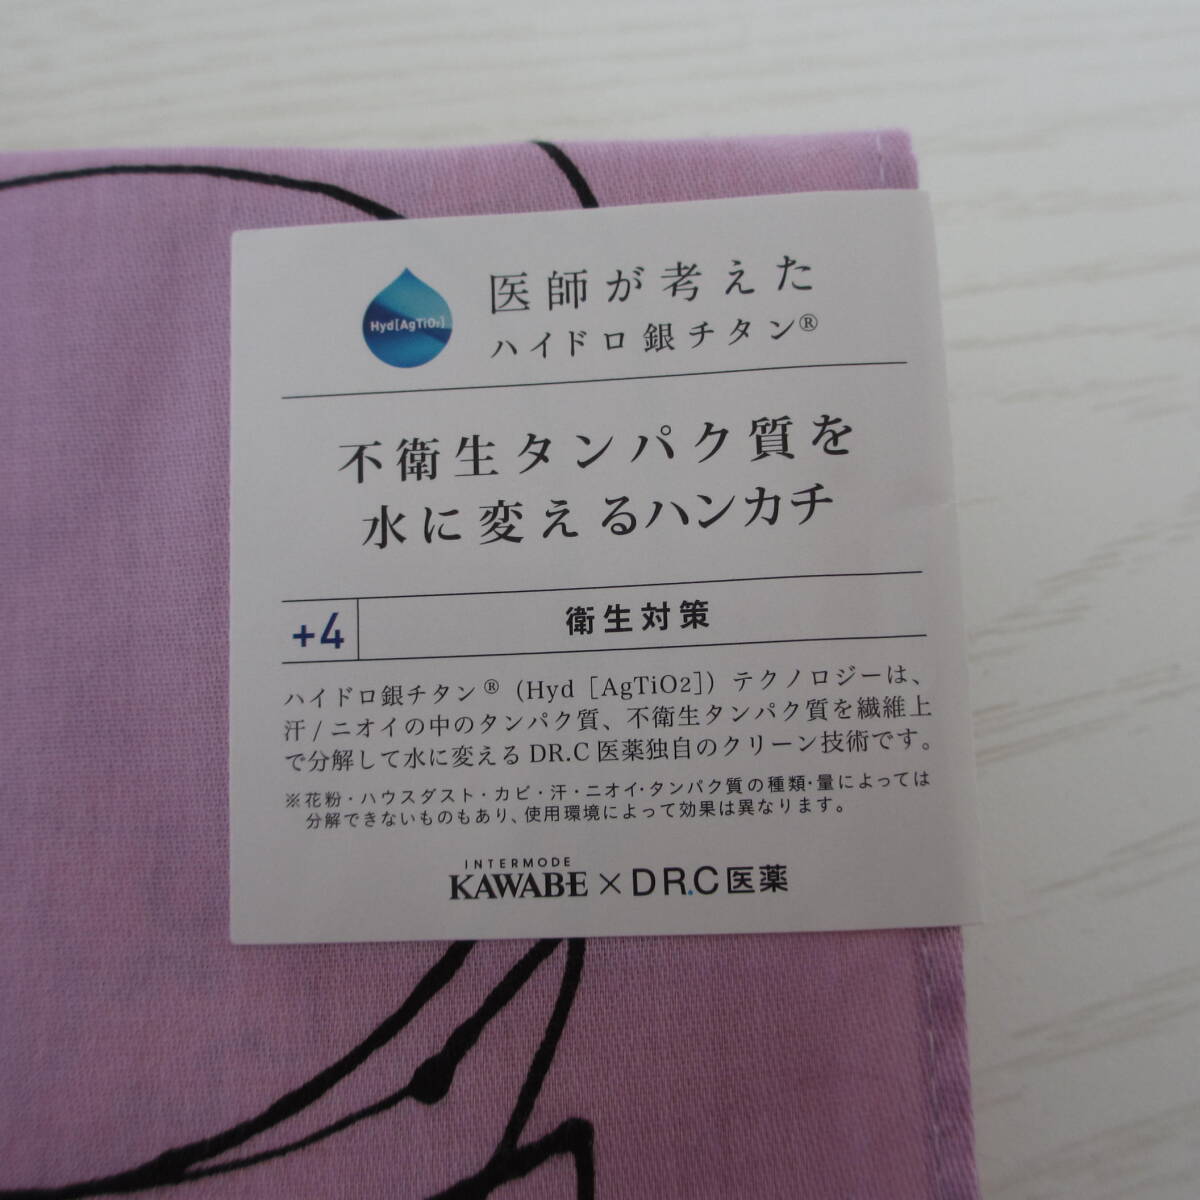 Hyd[AgTiO₂]
医師が考えた
ハイドロ銀チタン®
不衛生タンパク質を
水に変えるハンカチ
+4 衛生対策
ハイドロ銀チタン®（Hyd［AgTiO2］）テクノロジーは、
汗/ニオイの中のタンパク質、不衛生タンパク質を繊維上
で分解して水に変える DR.C 医薬独自のクリーン技術です。
※花粉・ハウスダスト・カビ・汗・ニオイ・タンパク質の種類・量によっては
分解できないものもあり、使用環境によって効果は異なります。
INTERMODE
KAWABE × DR.C医薬